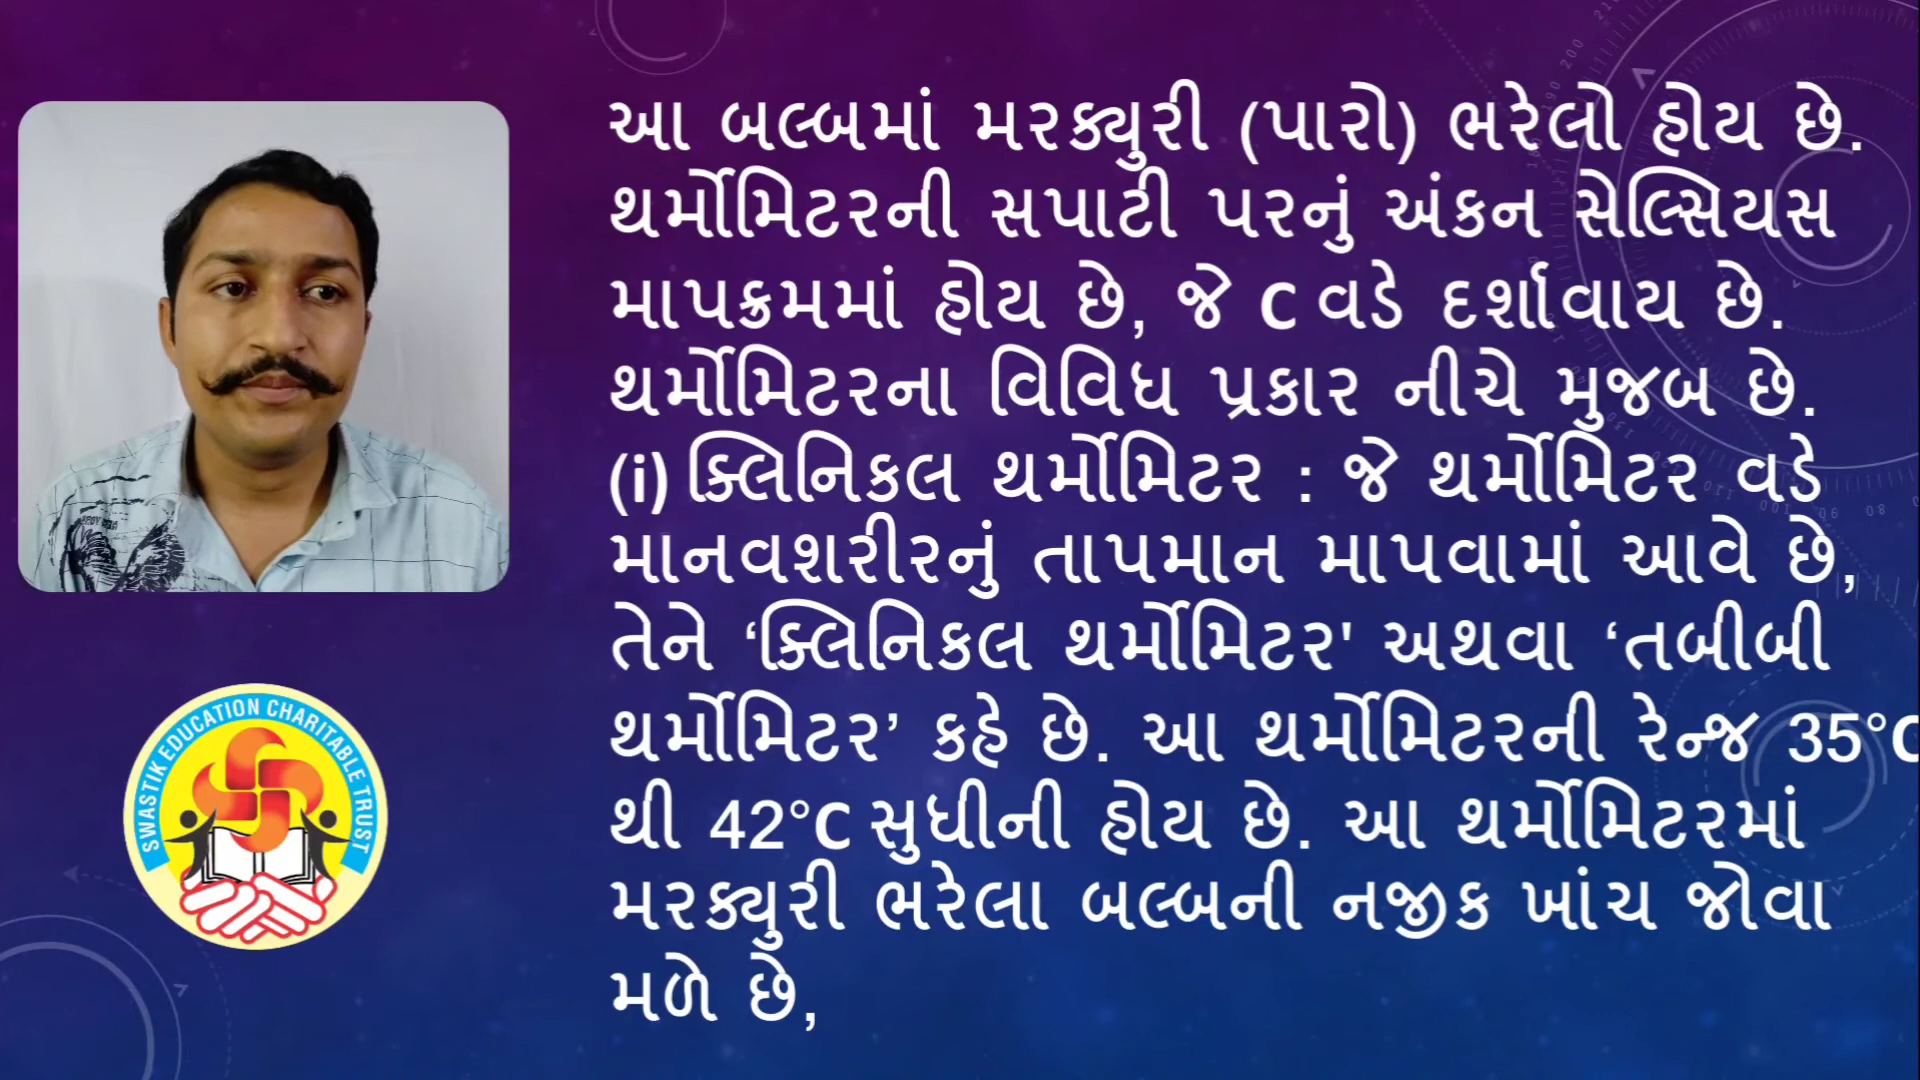 આ બલ્બમાં મરક્યુરી (પારો) ભરેલો હોય છે.
થર્મોમિટરની સપાટી પરનું અંકન સેલ્સિયસ
માપક્રમમાં હોય છે, જે C વડે દર્શાવાય છે.
થર્મોમિટરના વિવિધ પ્રકાર નીચે મુજબ છે.
(i) ક્લિનિકલ થર્મોમિટર : જે થર્મોમિટર વડે
માનવશરીરનું તાપમાન માપવામાં આવે છે,
તેને ‘ક્લિનિકલ થર્મોમિટર' અથવા ‘તબીબી
થર્મોમિટર’ કહે છે. આ થર્મોમિટરની રેન્જ 35°C
થી 42°C સુધીની હોય છે. આ થર્મોમિટરમાં
મરક્યુરી ભરેલા બલ્બની નજીક ખાંચ જોવા
મળે છે,
SWASTIK EDUCATION CHARITABLE TRUST